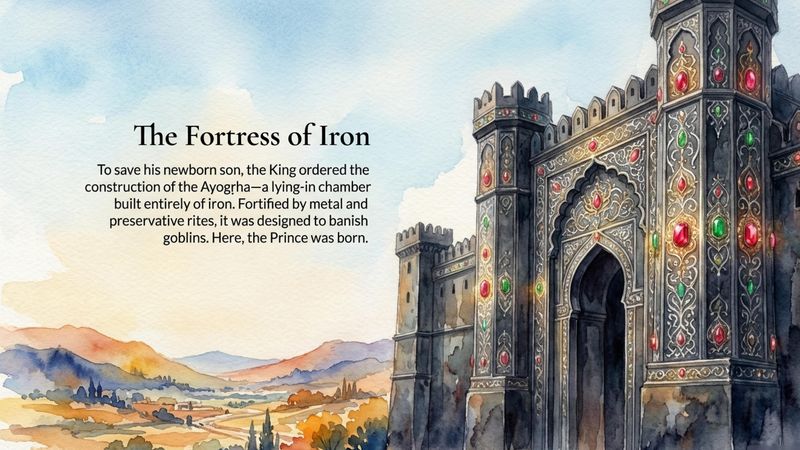 The Fortress of Iron
To save his newborn son, the King ordered the
construction of the Ayogṛha—a lying-in chamber
built entirely of iron. Fortified by metal and
preservative rites, it was designed to banish
goblins. Here, the Prince was born.